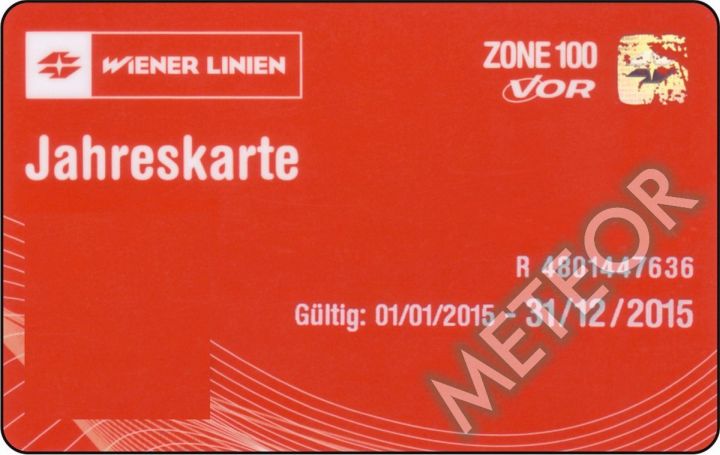 WIENER LINIEN
ZONE 100
VOR
Jahreskarte
R 4801447636
Gültig: 01/01/2015 - 31/12/2015
METEOR